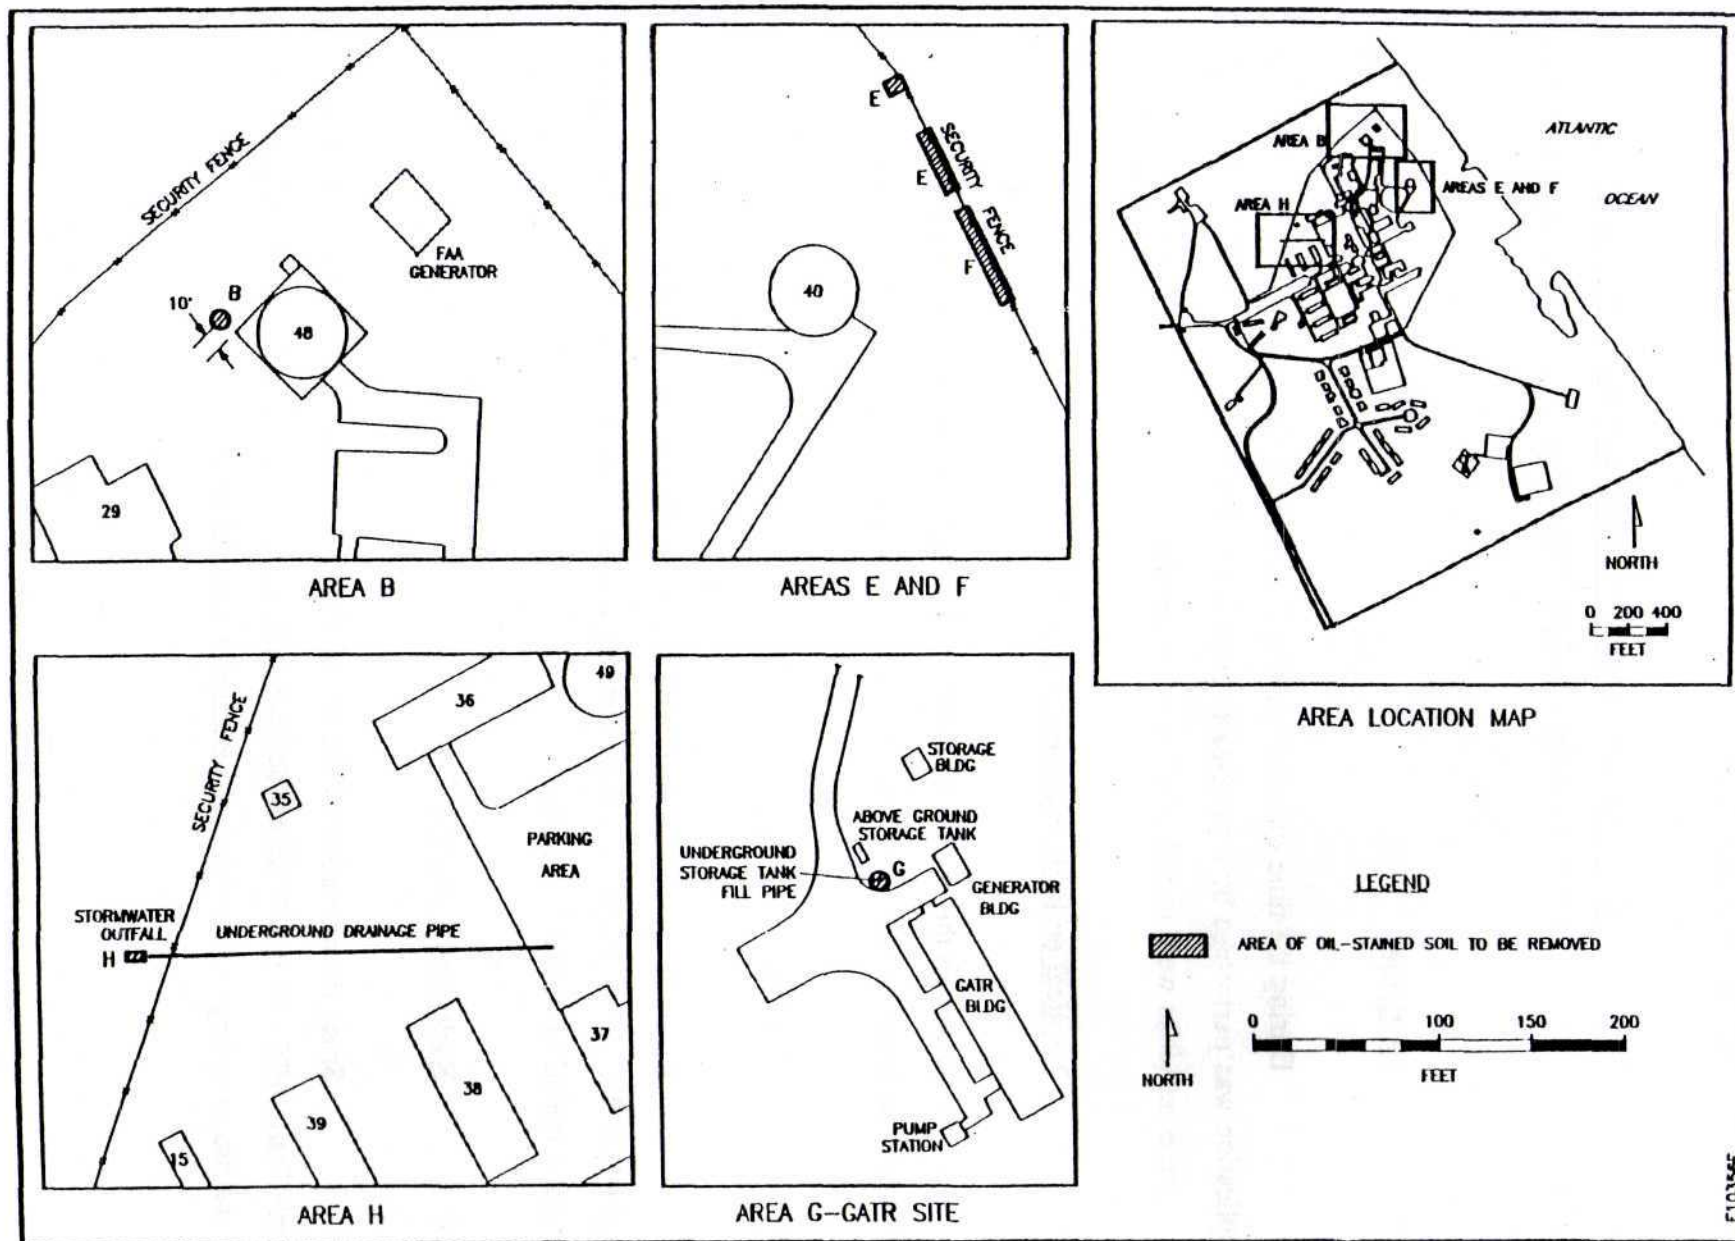 SECURITY FENCE
FAA
GENERATOR
10'
B
48
29
AREA B
E
SECURITY FENCE
E
F
40
AREAS E AND F
AREA B
ATLANTIC
OCEAN
AREAS E AND F
AREA H
NORTH
0 200 400
FEET
AREA LOCATION MAP
SECURITY FENCE
36
49
35
PARKING
AREA
STORMWATER
OUTFALL
H
UNDERGROUND DRAINAGE PIPE
37
38
39
15
AREA H
STORAGE
BLDG
ABOVE GROUND
STORAGE TANK
UNDERGROUND
STORAGE TANK
FILL PIPE
G
GENERATOR
BLDG
GATR
BLDG
PUMP
STATION
AREA G-GATR SITE
LEGEND
AREA OF OIL-STAINED SOIL TO BE REMOVED
NORTH
0 100 150 200
FEET